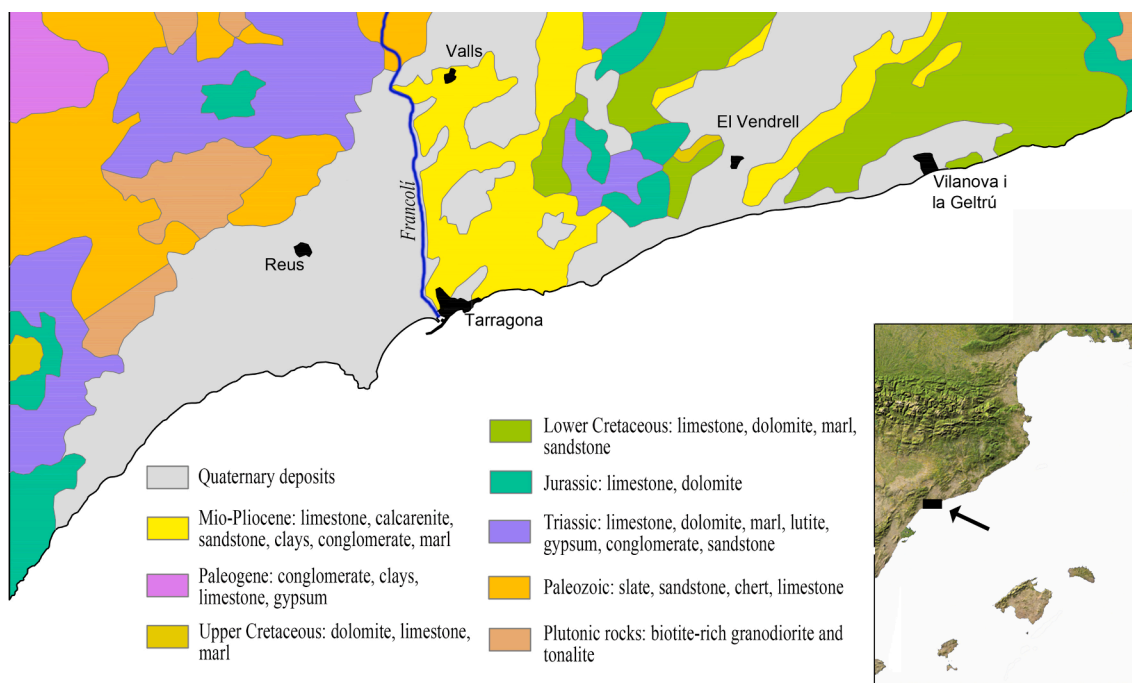 Valls
El Vendrell
Francolí
Vilanova i
la Geltrú
Reus
Tarragona
Quaternary deposits
Mio-Pliocene: limestone, calcarenite,
sandstone, clays, conglomerate, marl
Paleogene: conglomerate, clays,
limestone, gypsum
Upper Cretaceous: dolomite, limestone,
marl
Lower Cretaceous: limestone, dolomite, marl,
sandstone
Jurassic: limestone, dolomite
Triassic: limestone, dolomite, marl, lutite,
gypsum, conglomerate, sandstone
Paleozoic: slate, sandstone, chert, limestone
Plutonic rocks: biotite-rich granodiorite and
tonalite